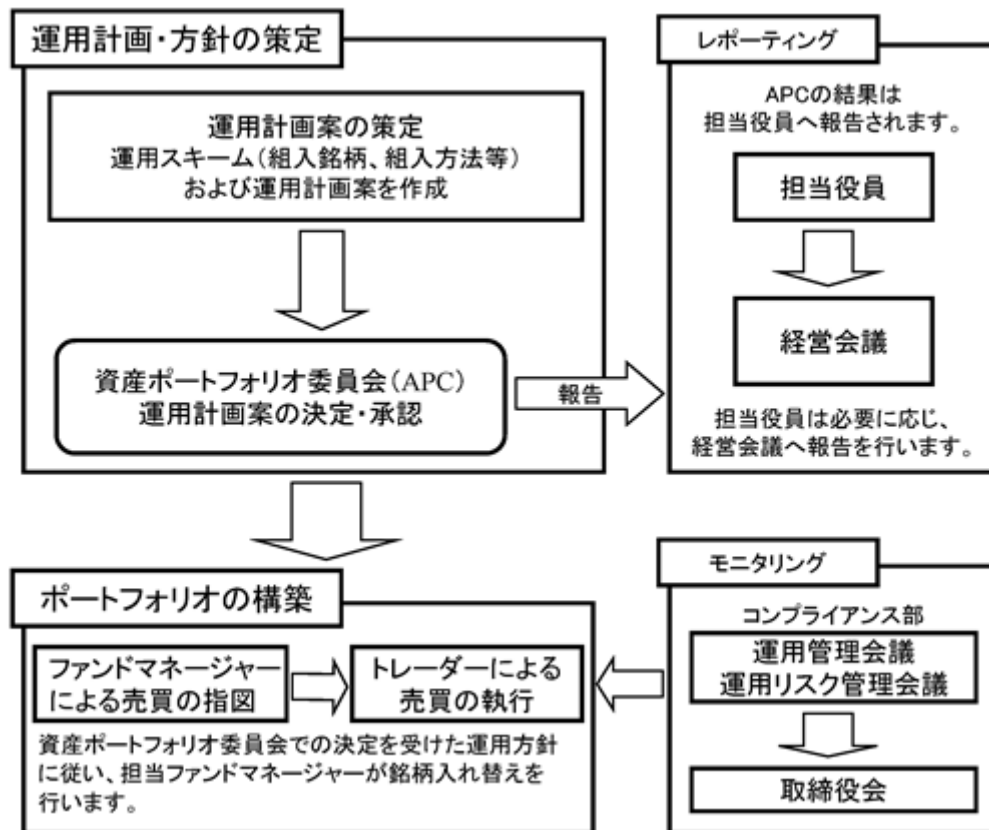 運用計画・方針の策定
運用計画案の策定
運用スキーム(組入銘柄、組入方法等)
および運用計画案を作成
資産ポートフォリオ委員会(APC)
運用計画案の決定・承認
報告
レポーティング
APCの結果は
担当役員へ報告されます。
担当役員
経営会議
担当役員は必要に応じ、
経営会議へ報告を行います。
ポートフォリオの構築
ファンドマネージャー
による売買の指図
トレーダーによる
売買の執行
資産ポートフォリオ委員会での決定を受けた運用方針
に従い、担当ファンドマネージャーが銘柄入れ替えを
行います。
モニタリング
コンプライアンス部
運用管理会議
運用リスク管理会議
取締役会